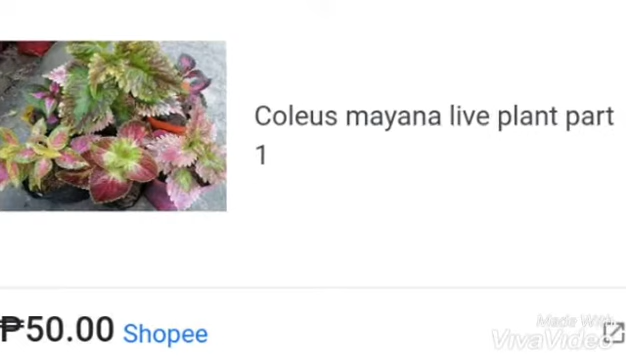 Coleus mayana live plant part
1
₱50.00 Shopee
Made With
VivaVideo